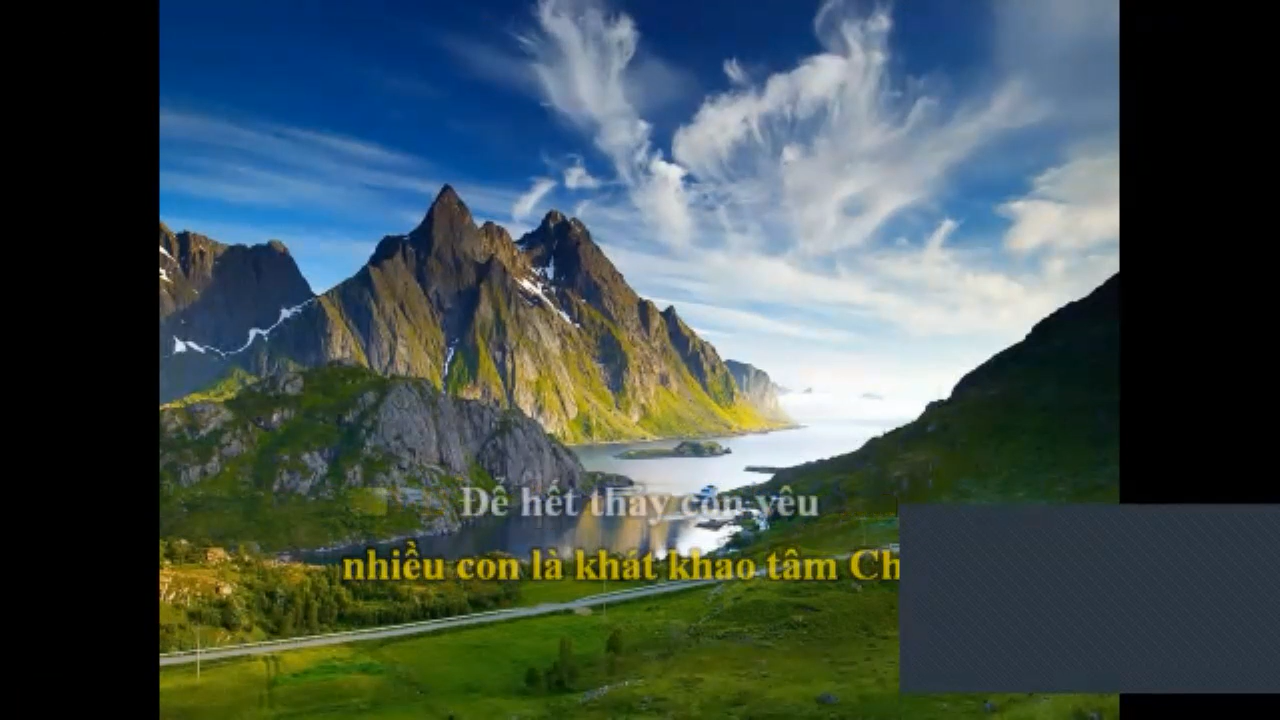 Để hết thảy con yêu
nhiều con là khát khao tâm